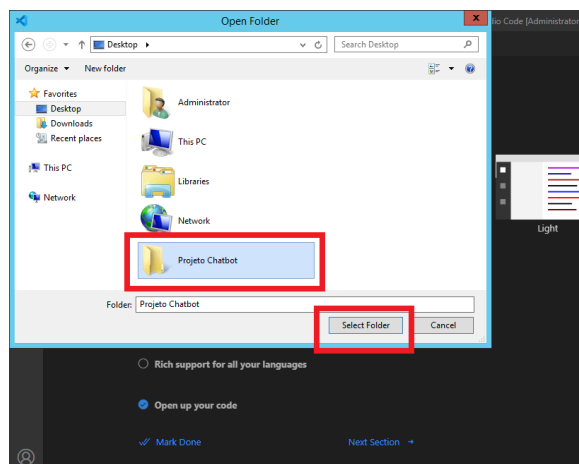 Open Folder
dio Code [Administrator
Desktop
Search Desktop
Organize
New folder
Favorites
Desktop
Downloads
Recent places
This PC
Network
Administrator
This PC
Libraries
Network
Projeto Chatbot
Folder: Projeto Chatbot
Select Folder
Cancel
Light
Rich support for all your languages
Open up your code
Mark Done
Next Section